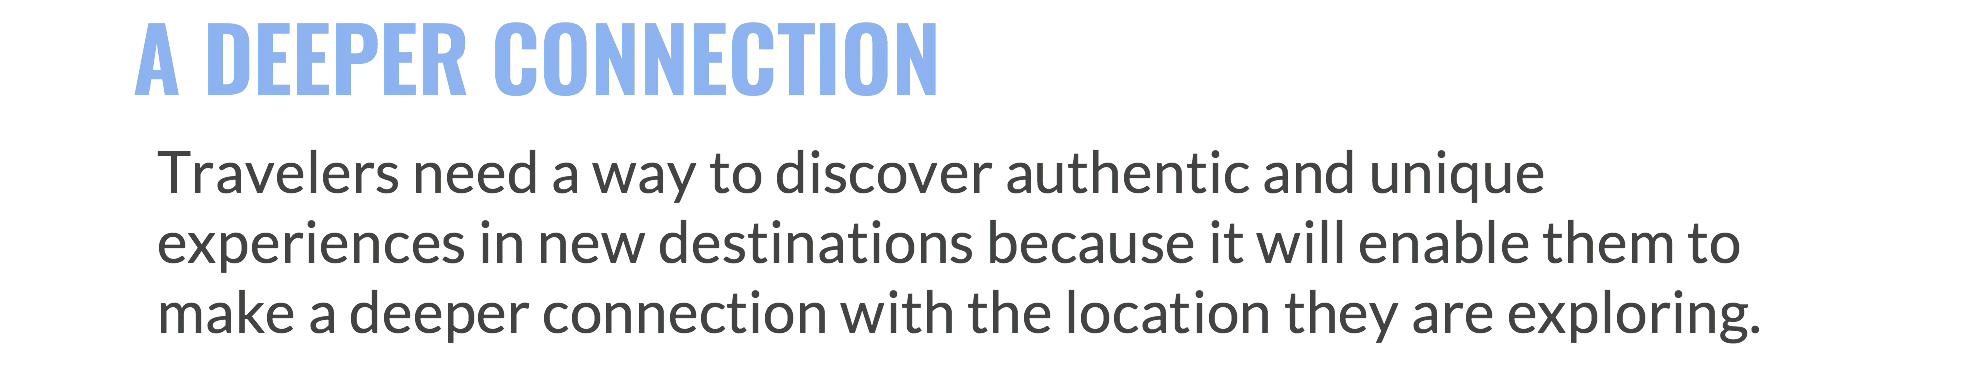 A DEEPER CONNECTION
Travelers need a way to discover authentic and unique
experiences in new destinations because it will enable them to
make a deeper connection with the location they are exploring.